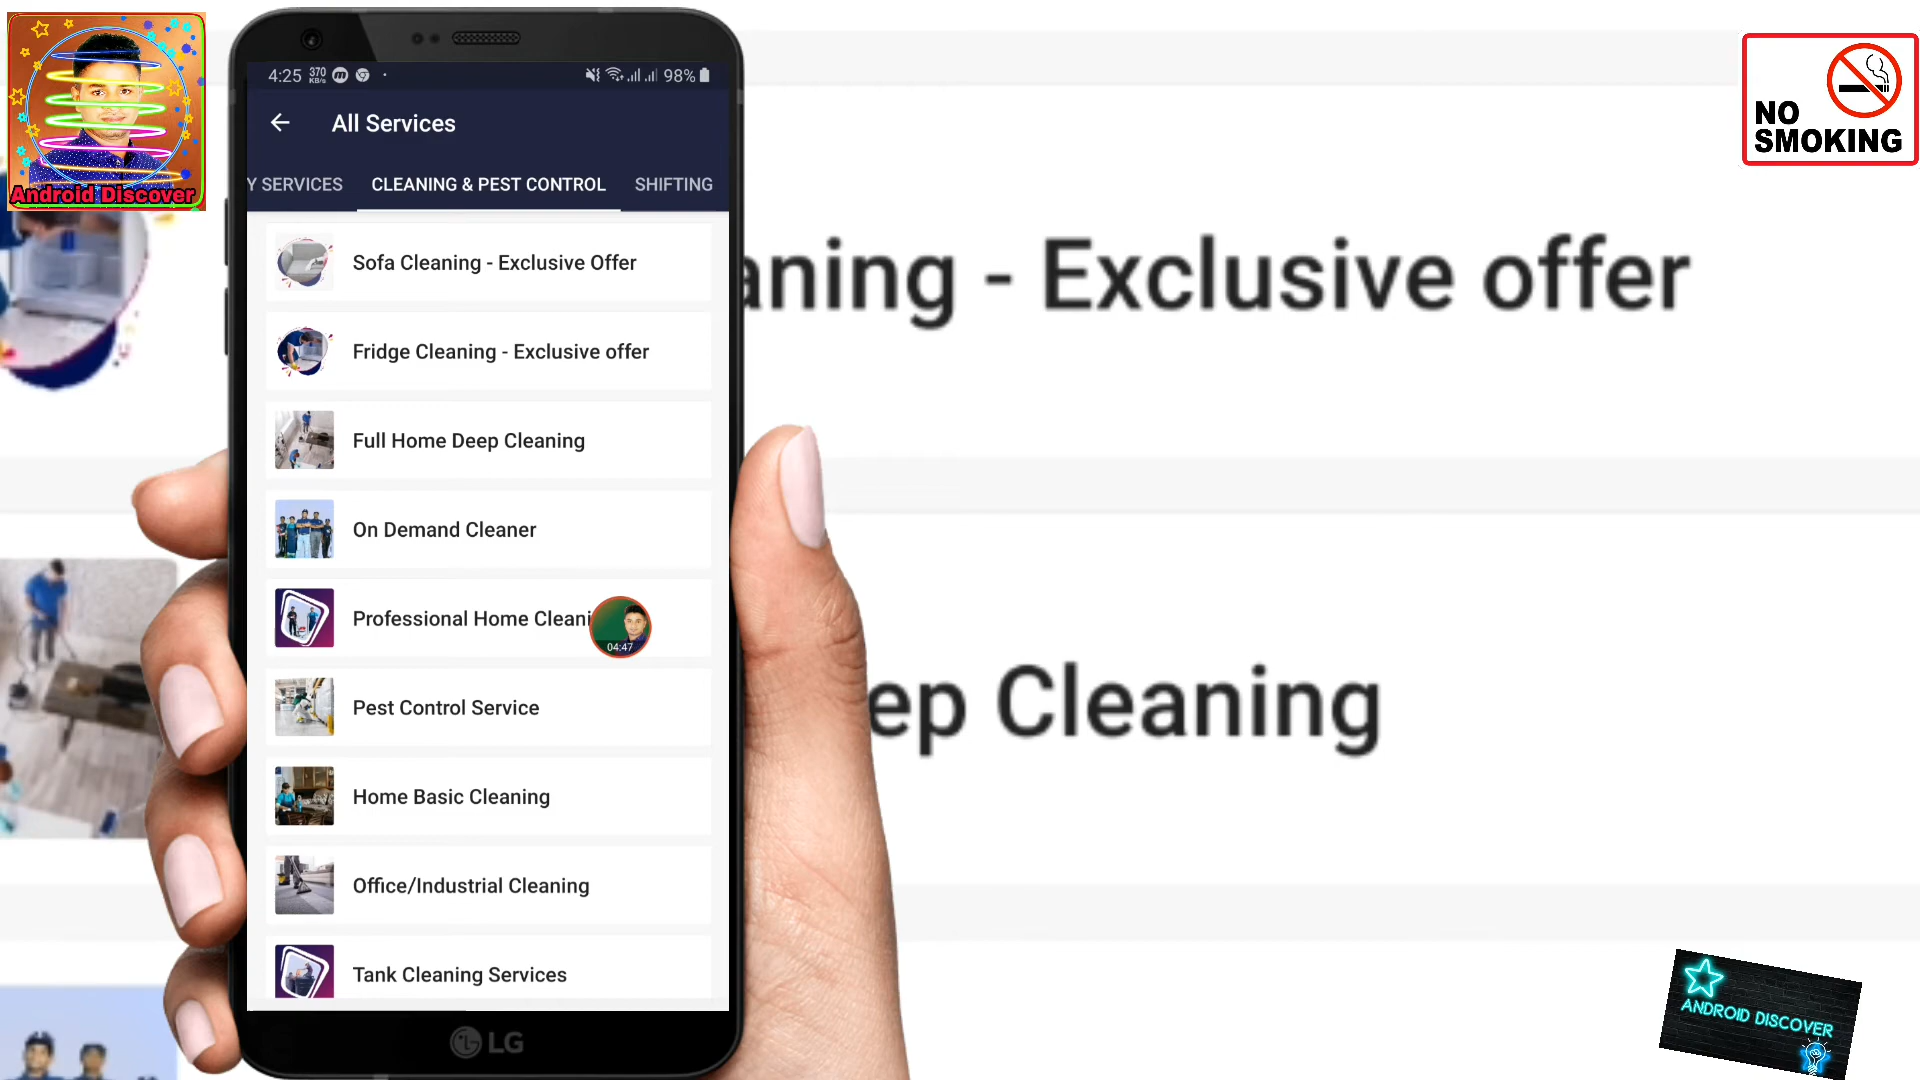 Android Discover
4:25 370 KB/s 98%
All Services
Y SERVICES CLEANING & PEST CONTROL SHIFTING
Sofa Cleaning - Exclusive Offer
Fridge Cleaning - Exclusive offer
Full Home Deep Cleaning
On Demand Cleaner
Professional Home Cleani
04:47
Pest Control Service
Home Basic Cleaning
Office/Industrial Cleaning
Tank Cleaning Services
LG
aning - Exclusive offer
ep Cleaning
NO
SMOKING
ANDROID DISCOVER